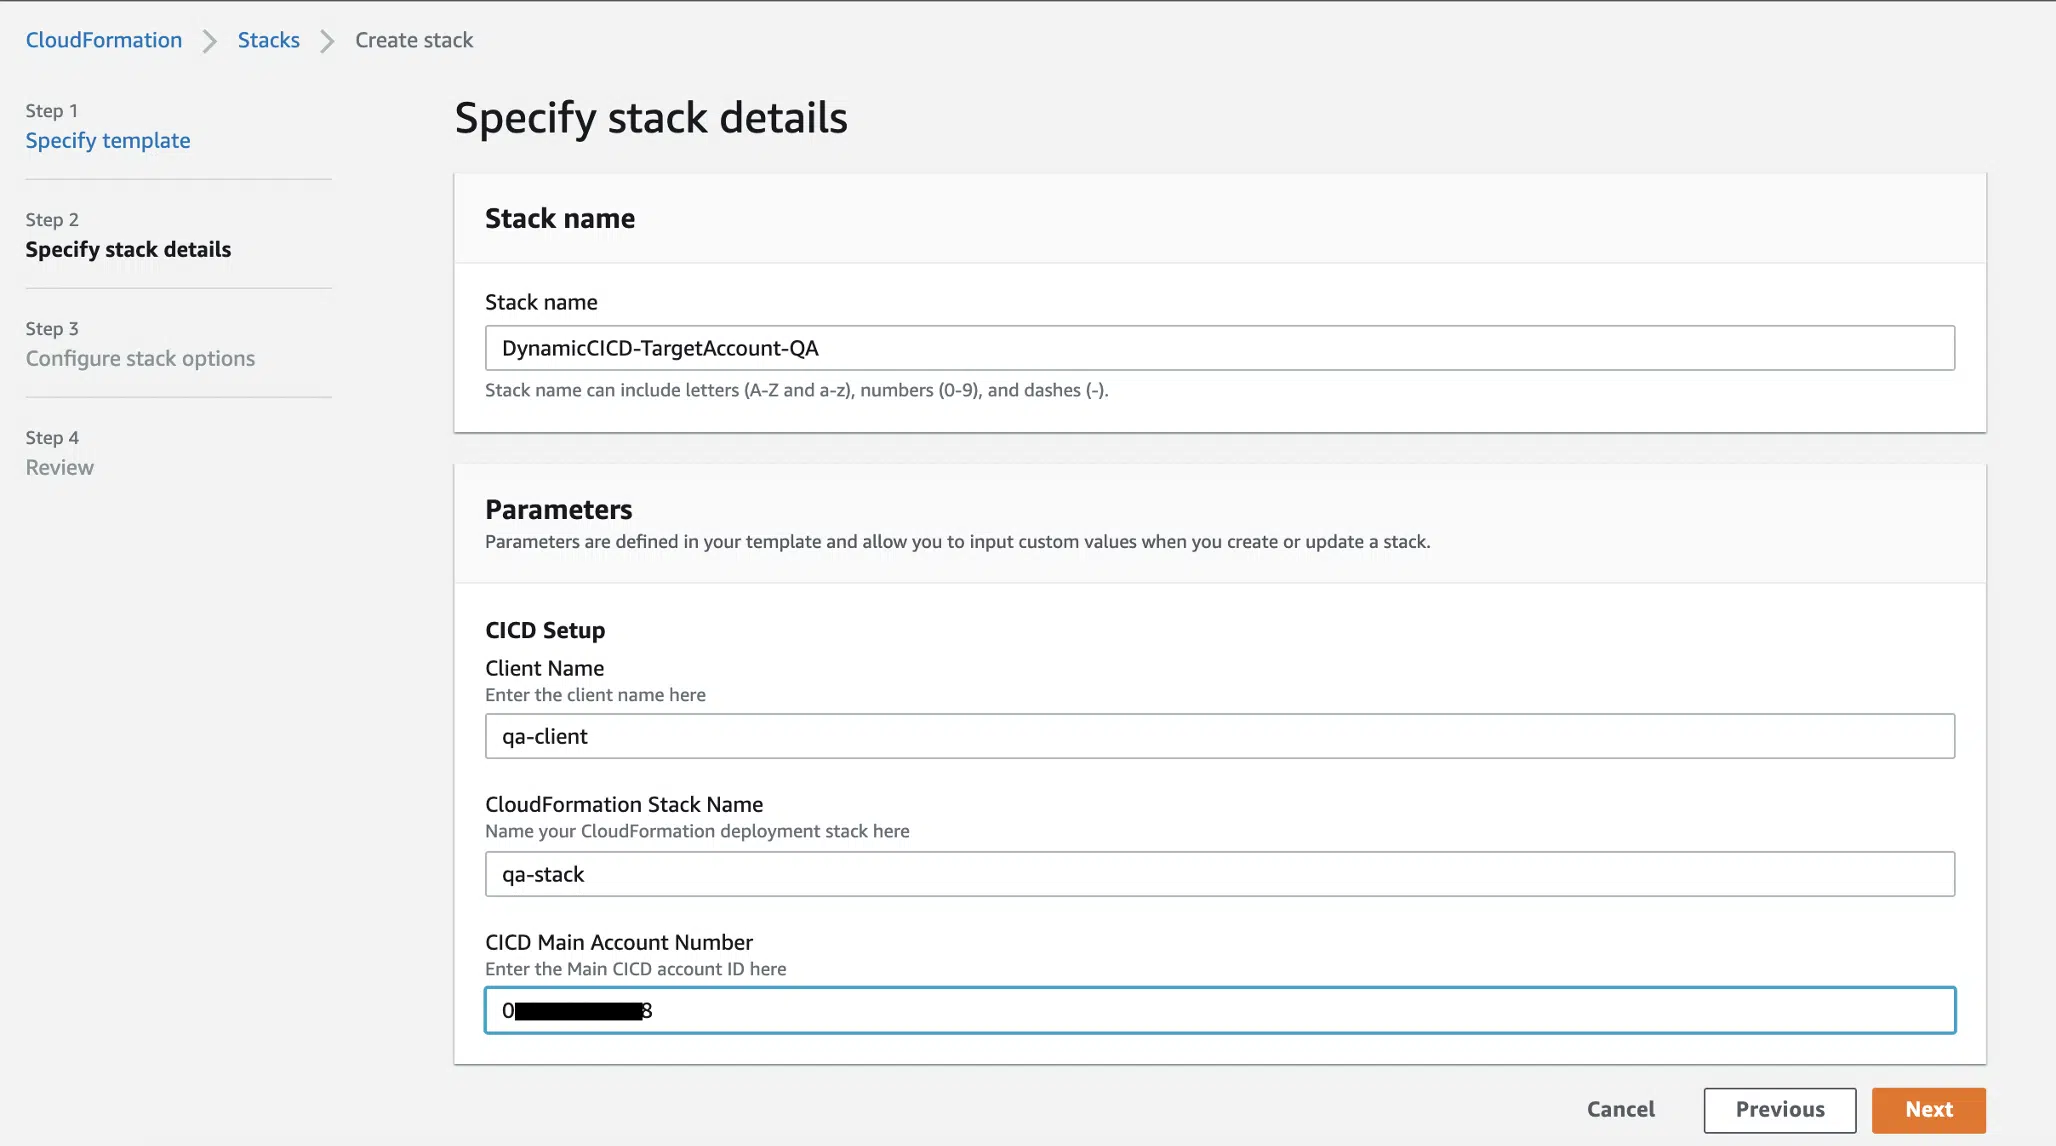 CloudFormation > Stacks > Create stack
Step 1
Specify template
Step 2
Specify stack details
Step 3
Configure stack options
Step 4
Review
Specify stack details
Stack name
Stack name
DynamicCICD-TargetAccount-QA
Stack name can include letters (A-Z and a-z), numbers (0-9), and dashes (-).
Parameters
Parameters are defined in your template and allow you to input custom values when you create or update a stack.
CICD Setup
Client Name
Enter the client name here
qa-client
CloudFormation Stack Name
Name your CloudFormation deployment stack here
qa-stack
CICD Main Account Number
Enter the Main CICD account ID here
0 8
Cancel Previous Next